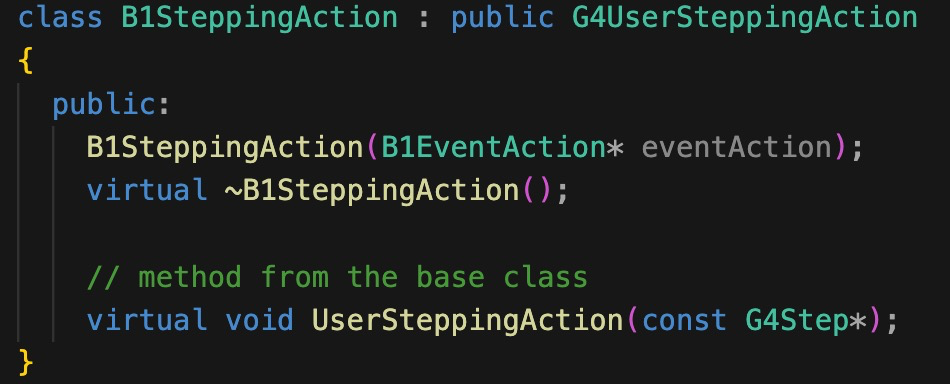 class B1SteppingAction : public G4UserSteppingAction
{
  public:
    B1SteppingAction(B1EventAction* eventAction);
    virtual ~B1SteppingAction();

    // method from the base class
    virtual void UserSteppingAction(const G4Step*);
}